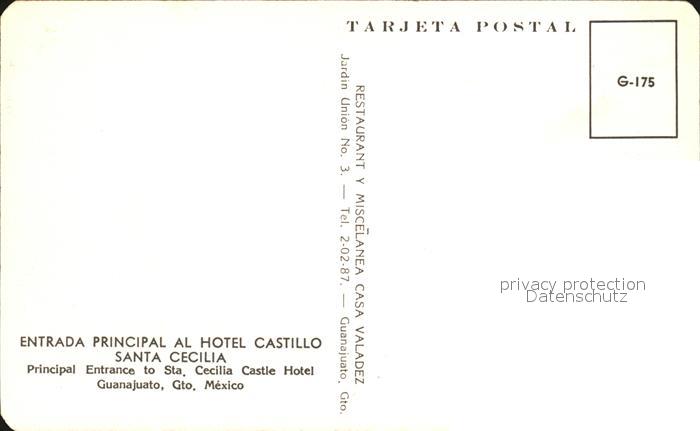 TARJETA POSTAL
G-175
RESTAURANT Y MISCELANEA CASA VALADEZ
Jardín Unión No. 3. — Tel. 2-02-87. — Guanajuato, Gto.
privacy protection
Datenschutz
ENTRADA PRINCIPAL AL HOTEL CASTILLO
SANTA CECILIA
Principal Entrance to Sta. Cecilia Castle Hotel
Guanajuato, Gto. México